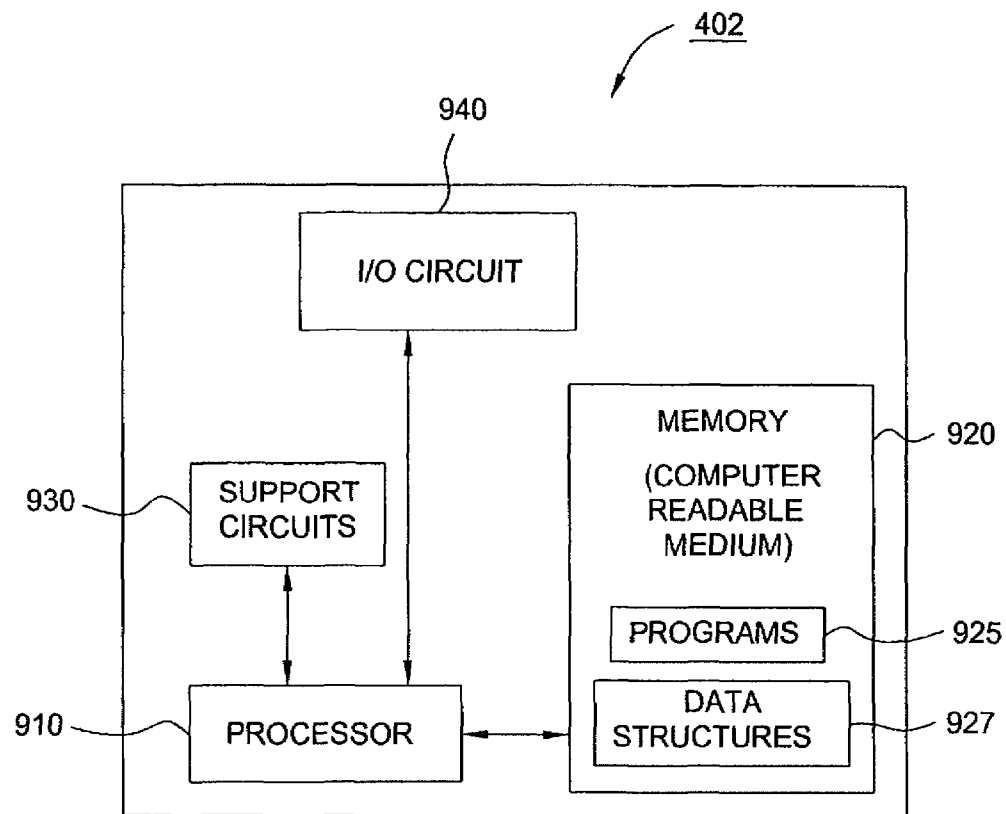 402
940
I/O CIRCUIT
MEMORY
920
(COMPUTER
READABLE
MEDIUM)
930
SUPPORT
CIRCUITS
PROGRAMS
925
910
PROCESSOR
DATA
STRUCTURES
927